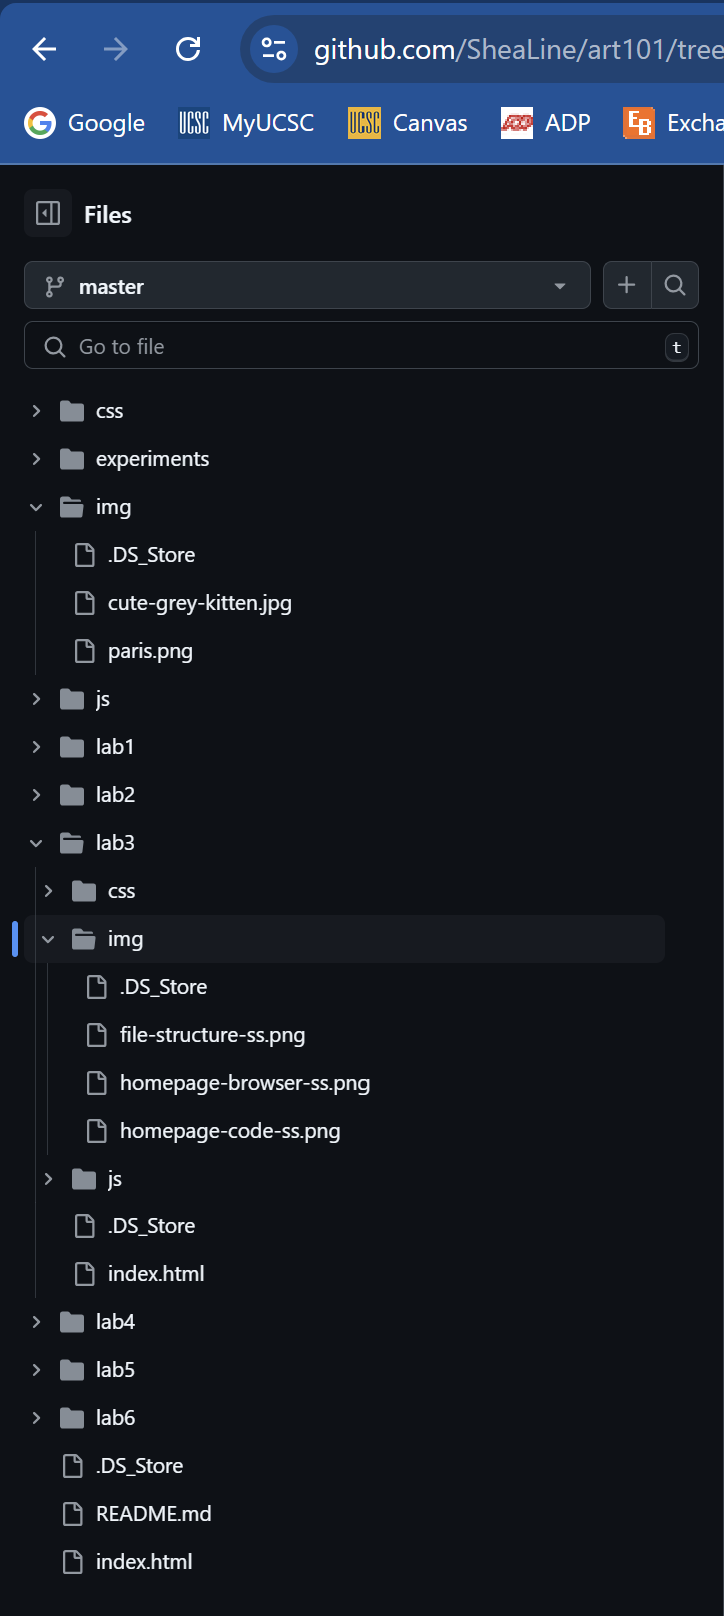 github.com/SheaLine/art101/tree
Google MyUCSC Canvas ADP Excha
Files
master
Go to file t
css
experiments
img
.DS_Store
cute-grey-kitten.jpg
paris.png
js
lab1
lab2
lab3
css
img
.DS_Store
file-structure-ss.png
homepage-browser-ss.png
homepage-code-ss.png
js
.DS_Store
index.html
lab4
lab5
lab6
.DS_Store
README.md
index.html